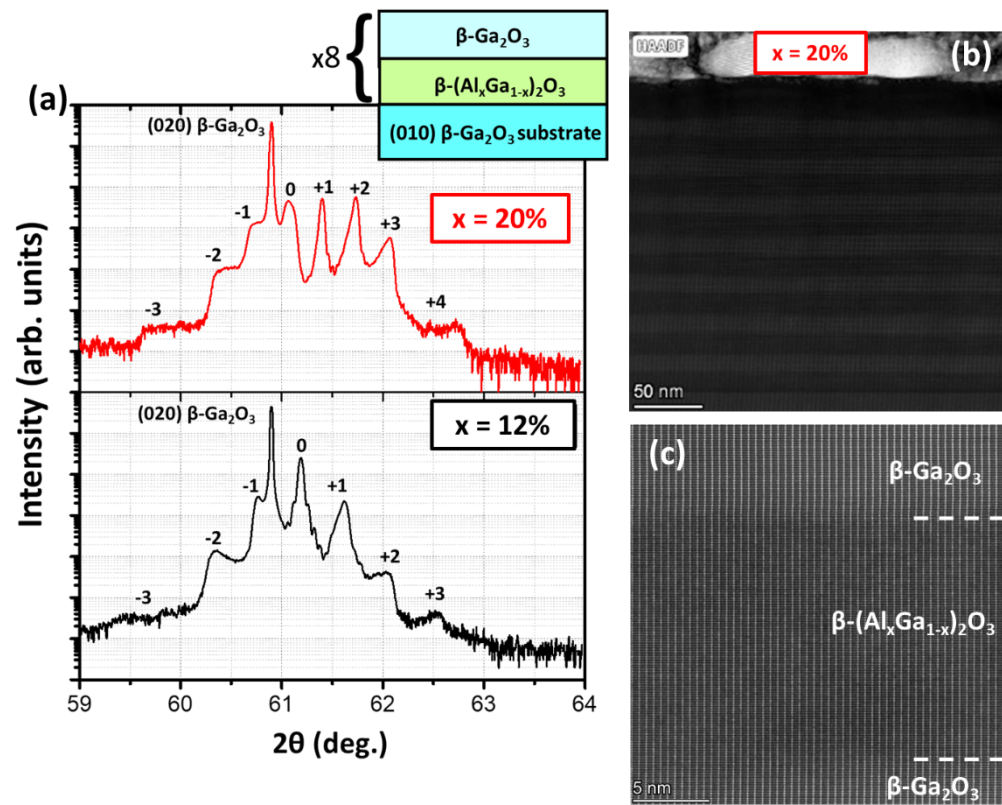 x8
β-Ga₂O₃
β-(AlₓGa₁₋ₓ)₂O₃
(010) β-Ga₂O₃ substrate
(a)
(020) β-Ga₂O₃
-3
-2
-1
0
+1
+2
+3
+4
x = 20%
(020) β-Ga₂O₃
-3
-2
-1
0
+1
+2
+3
x = 12%
Intensity (arb. units)
59 60 61 62 63 64
2θ (deg.)
HAADF
x = 20%
(b)
50 nm
(c)
β-Ga₂O₃
β-(AlₓGa₁₋ₓ)₂O₃
β-Ga₂O₃
5 nm